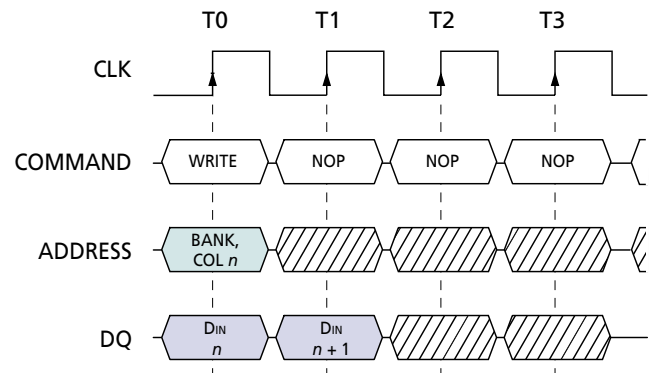 T0 T1 T2 T3
CLK
COMMAND WRITE NOP NOP NOP
ADDRESS BANK,
COL n
DQ DIN DIN
n n + 1